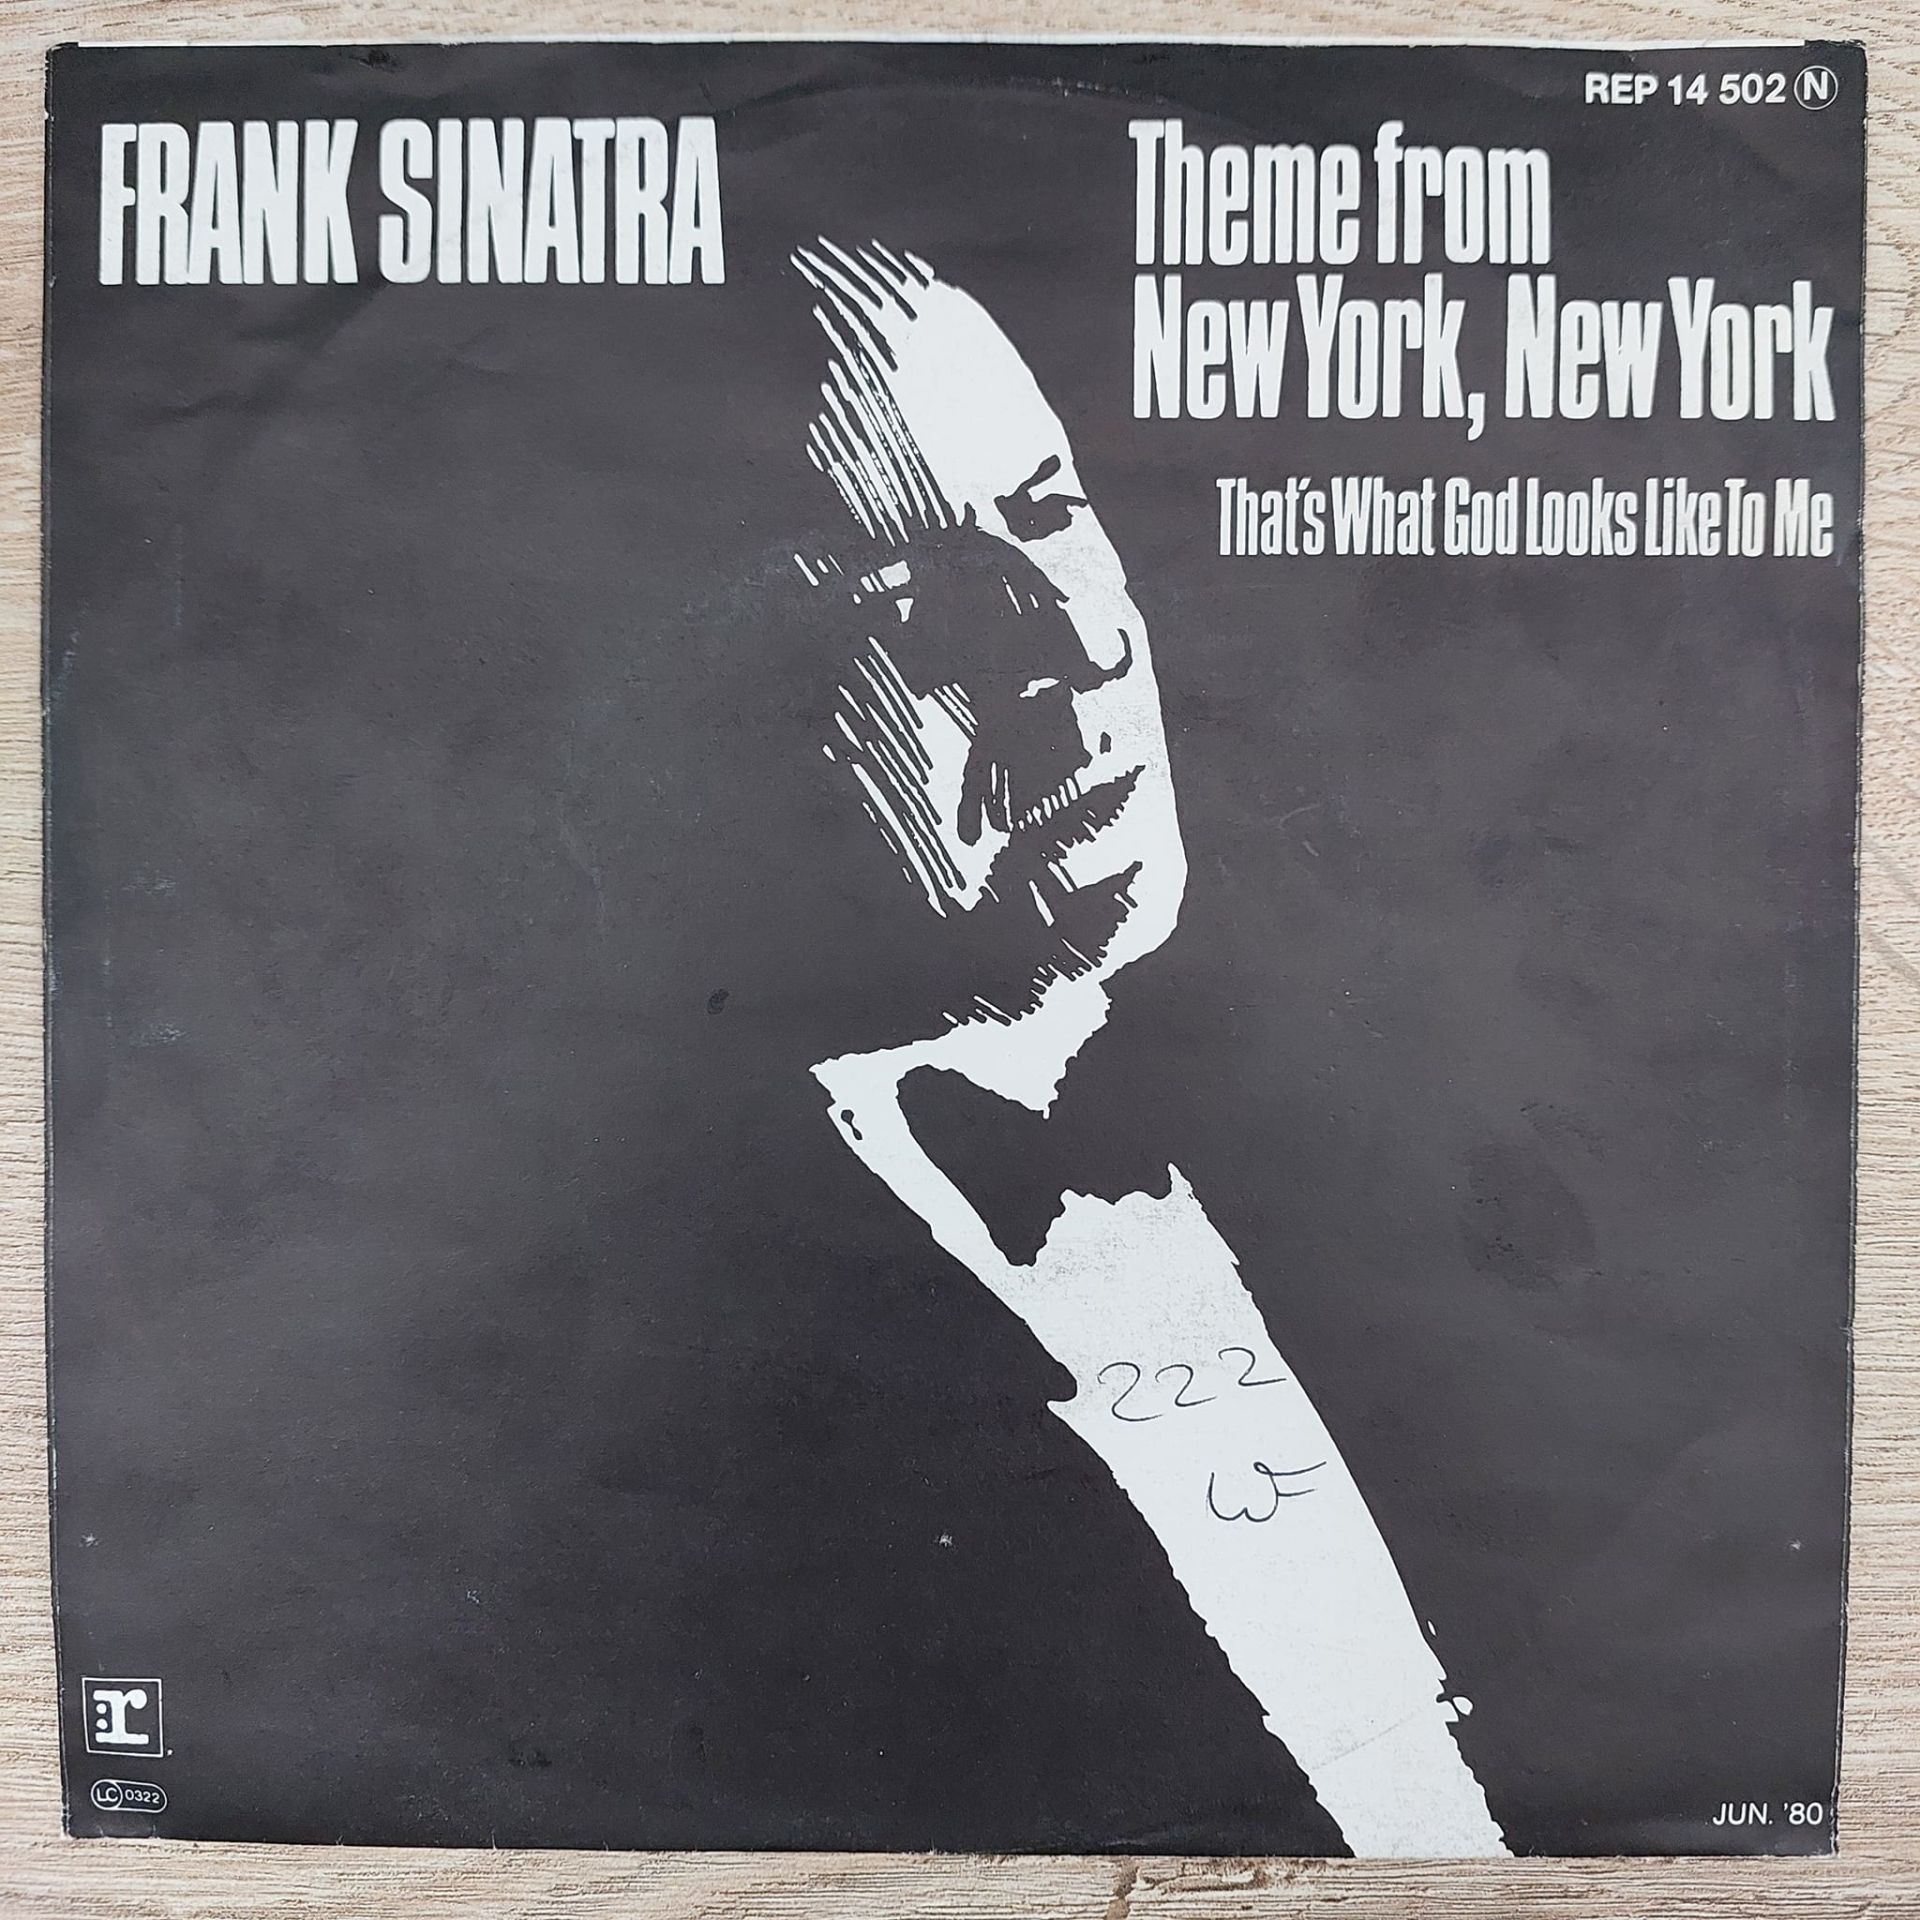 REP 14 502 N
FRANK SINATRA
Theme from
New York, New York
That's What God Looks Like To Me
222
W
r
LC 0322
JUN. '80